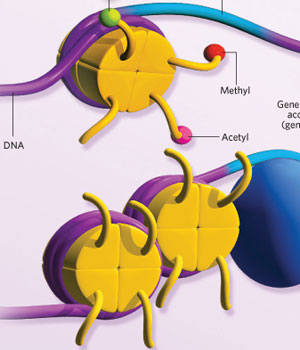 Methyl
Gene
acc
(gen
Acetyl
DNA